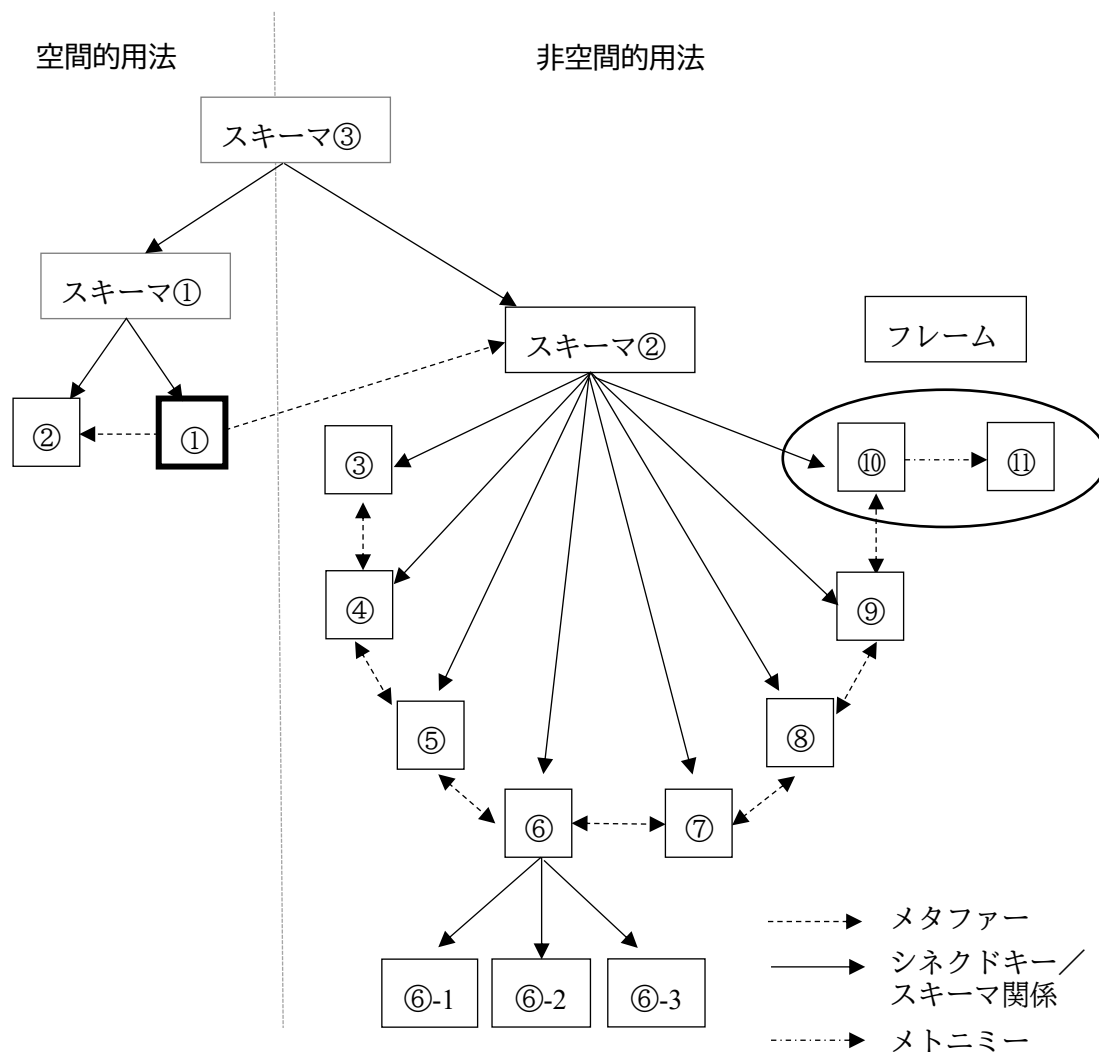 空間的用法
非空間的用法
スキーマ③
スキーマ①
スキーマ②
フレーム
②
①
③
⑩
⑪
④
⑨
⑤
⑧
⑥
⑦
⑥-1
⑥-2
⑥-3
メタファー
シネクドキー／
スキーマ関係
メトニミー